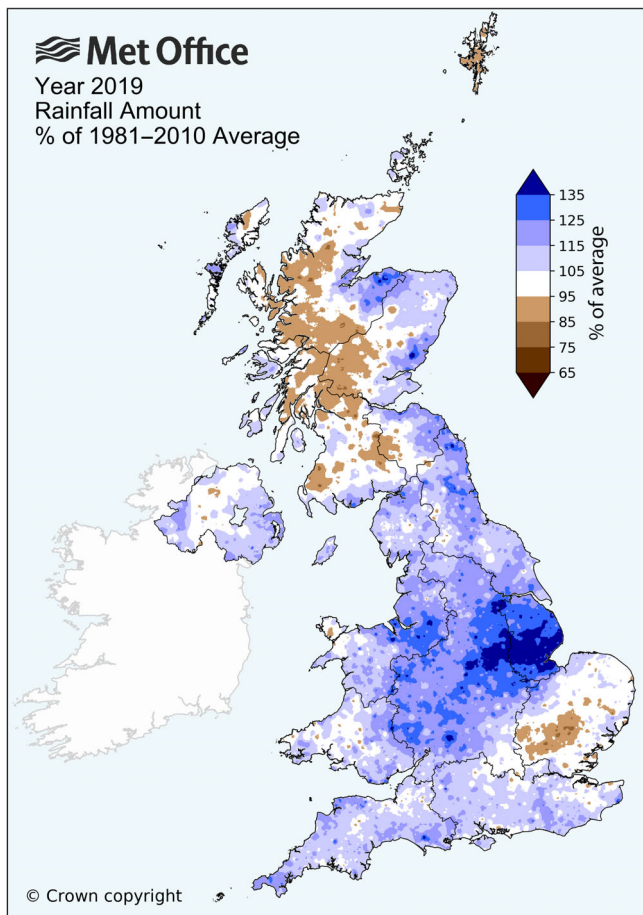 Met Office
Year 2019
Rainfall Amount
% of 1981–2010 Average
135
125
115
105
95
85
75
65
% of average
© Crown copyright